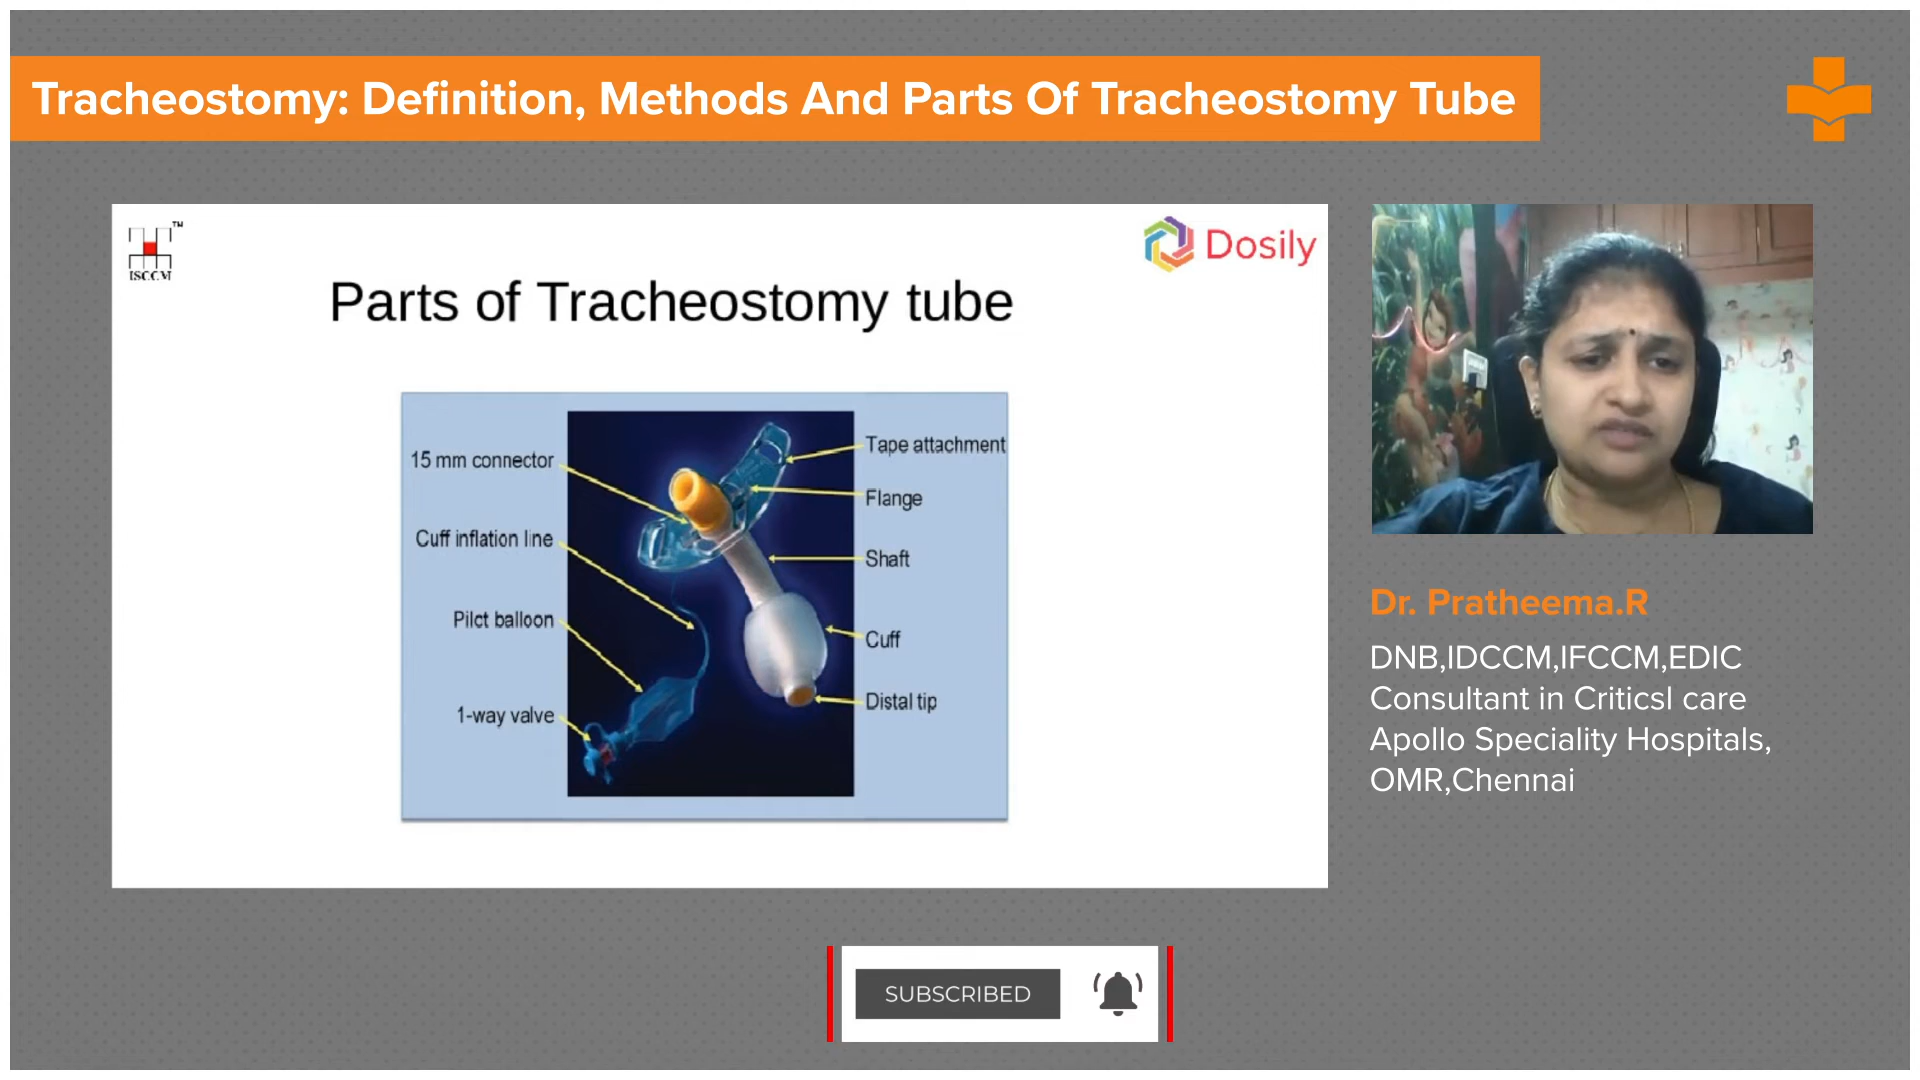 Tracheostomy: Definition, Methods And Parts Of Tracheostomy Tube
TM
ISCCM
Dosily
Parts of Tracheostomy tube
15 mm connector
Cuff inflation line
Pilct balloon
1-way valve
Tape attachment
Flange
Shaft
Cuff
Distal tip
Dr. Pratheema.R
DNB,IDCCM,IFCCM,EDIC
Consultant in Criticsl care
Apollo Speciality Hospitals,
OMR,Chennai
SUBSCRIBED